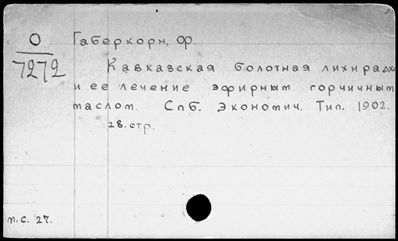 О
7272
Габеркорн, Ф.
Кавказская болотная лихорадка
и ее лечение эфирным горчичным
маслом. Спб. Экономич. Тип. 1902.
28. стр.
п.с. 27.